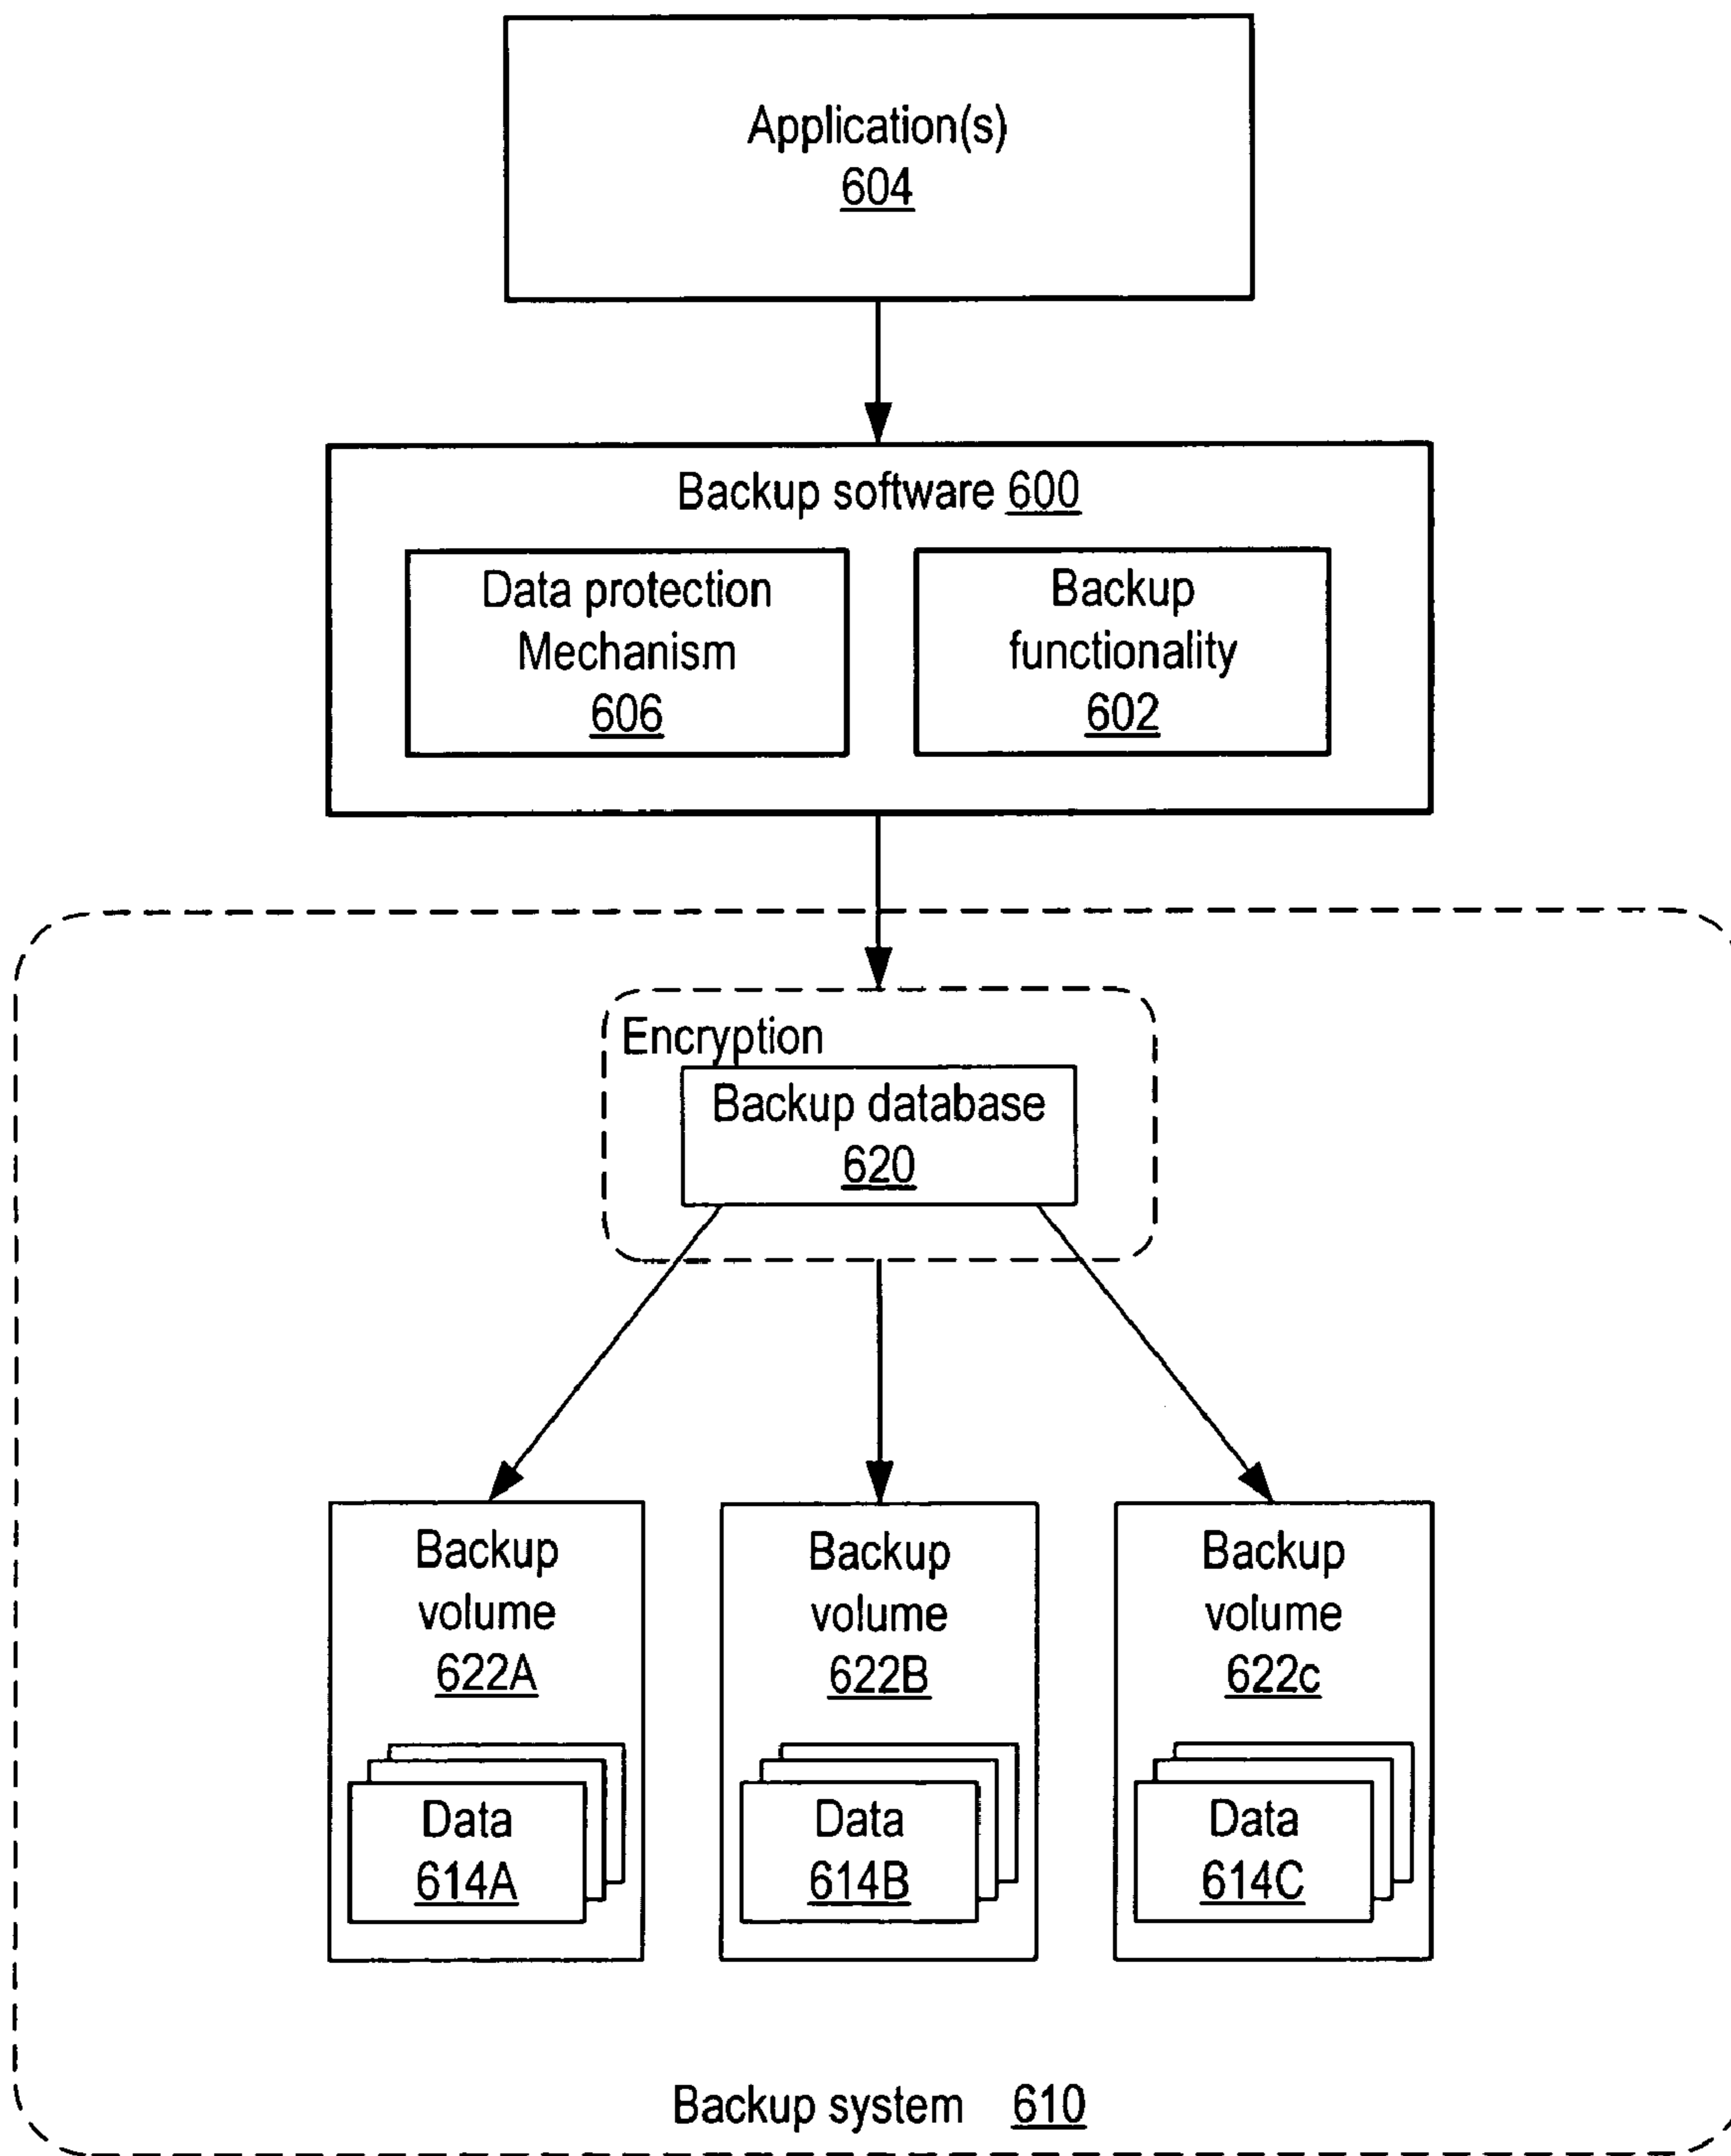 Application(s)
604
Backup software 600
Data protection
Mechanism
606
Backup
functionality
602
Encryption
Backup database
620
Backup
volume
622A
Data
614A
Backup
volume
622B
Data
614B
Backup
volume
622c
Data
614C
Backup system 610